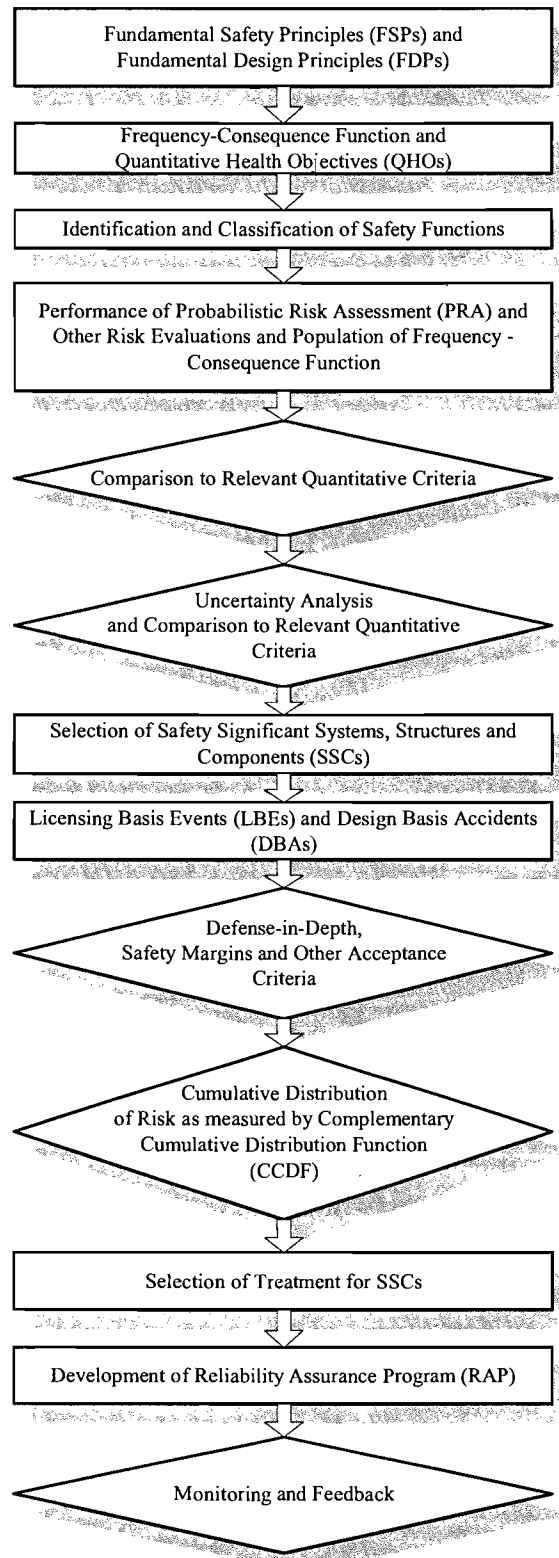 Fundamental Safety Principles (FSPs) and
Fundamental Design Principles (FDPs)
Frequency-Consequence Function and
Quantitative Health Objectives (QHOs)
Identification and Classification of Safety Functions
Performance of Probabilistic Risk Assessment (PRA) and
Other Risk Evaluations and Population of Frequency -
Consequence Function
Comparison to Relevant Quantitative Criteria
Uncertainty Analysis
and Comparison to Relevant Quantitative
Criteria
Selection of Safety Significant Systems, Structures and
Components (SSCs)
Licensing Basis Events (LBEs) and Design Basis Accidents
(DBAs)
Defense-in-Depth,
Safety Margins and Other Acceptance
Criteria
Cumulative Distribution
of Risk as measured by Complementary
Cumulative Distribution Function
(CCDF)
Selection of Treatment for SSCs
Development of Reliability Assurance Program (RAP)
Monitoring and Feedback